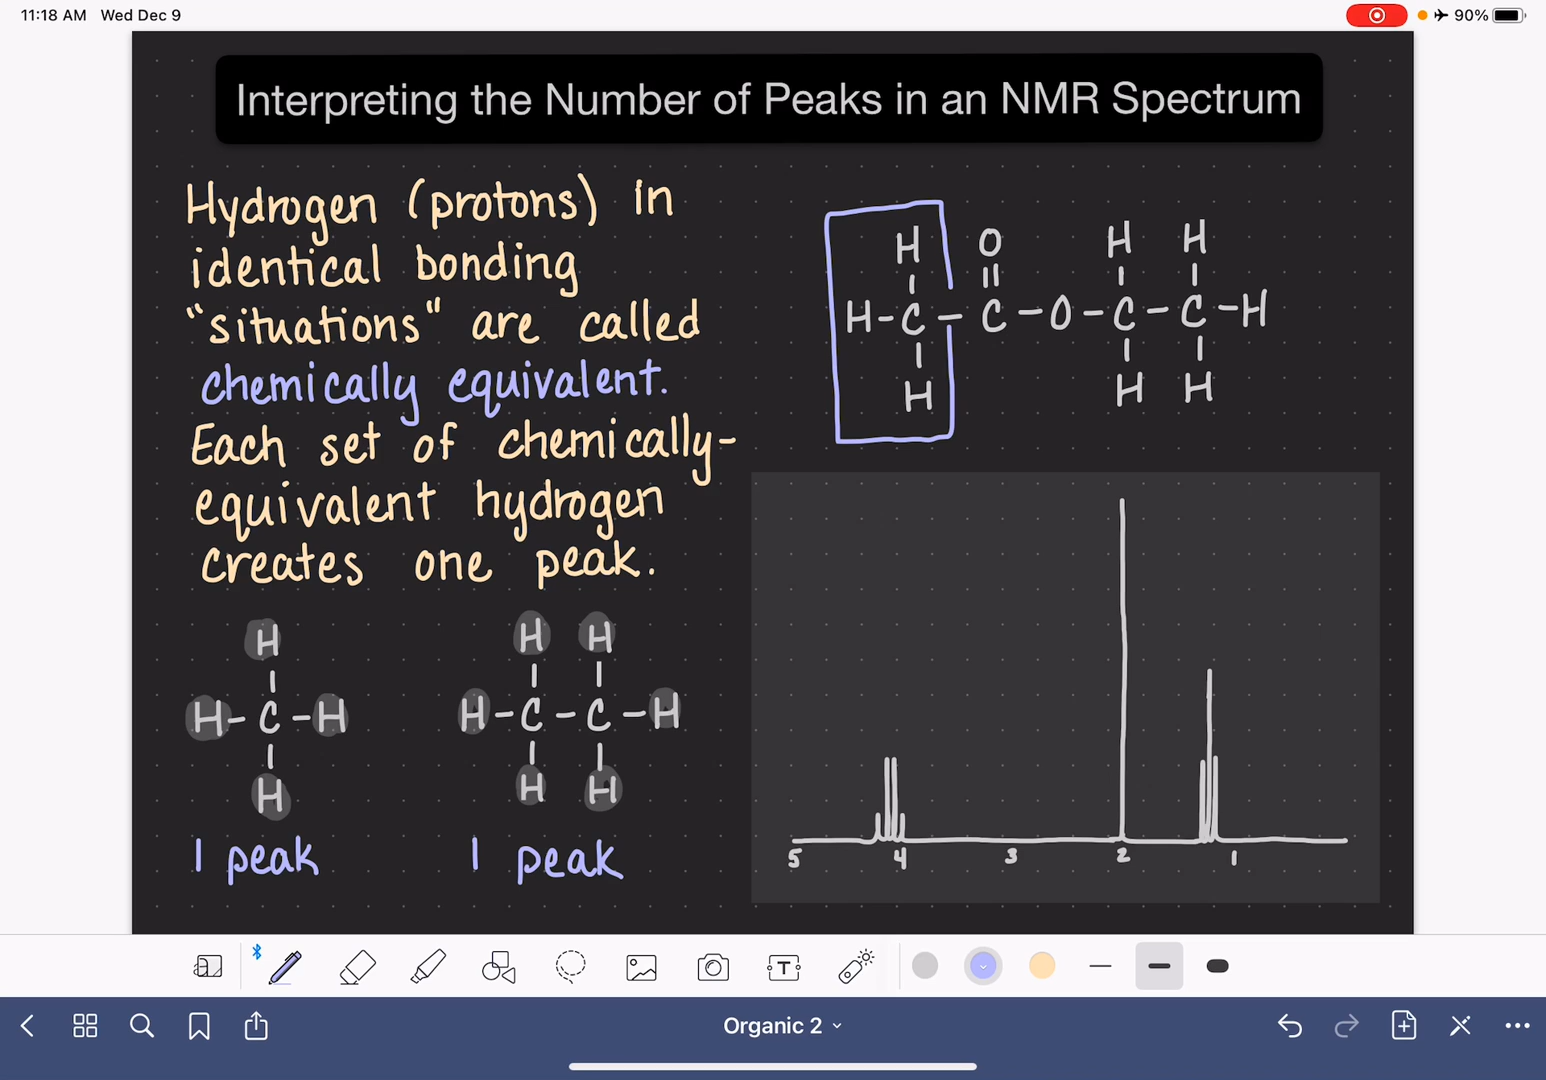 11:18 AM Wed Dec 9
90%
Interpreting the Number of Peaks in an NMR Spectrum
Hydrogen (protons) in
identical bonding
"situations" are called
chemically equivalent.
Each set of chemically-
equivalent hydrogen
creates one peak.
H O H H
H-C-C-O-C-C-H
H H H
H
H-C-H
H
1 peak
H H
H-C-C-H
H H
1 peak
5 4 3 2 1
T
Organic 2